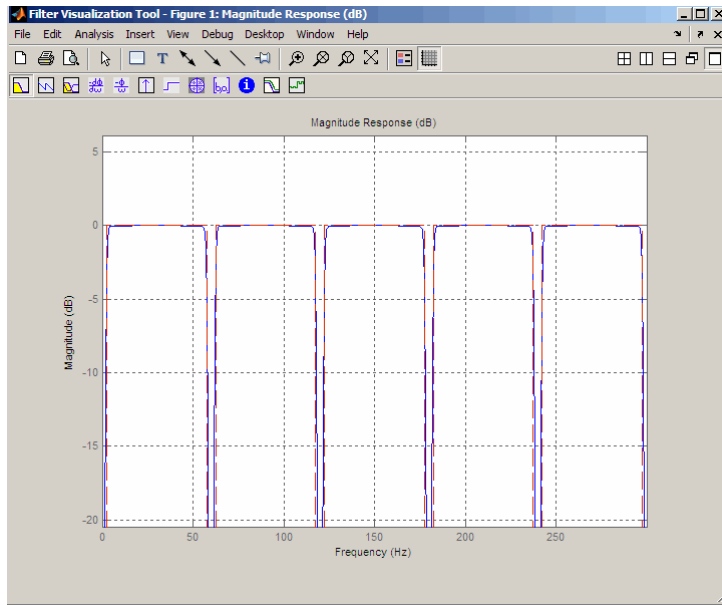 Filter Visualization Tool - Figure 1: Magnitude Response (dB)
File Edit Analysis Insert View Debug Desktop Window Help
Magnitude Response (dB)
5
0
-5
-10
-15
-20
Magnitude (dB)
0 50 100 150 200 250
Frequency (Hz)